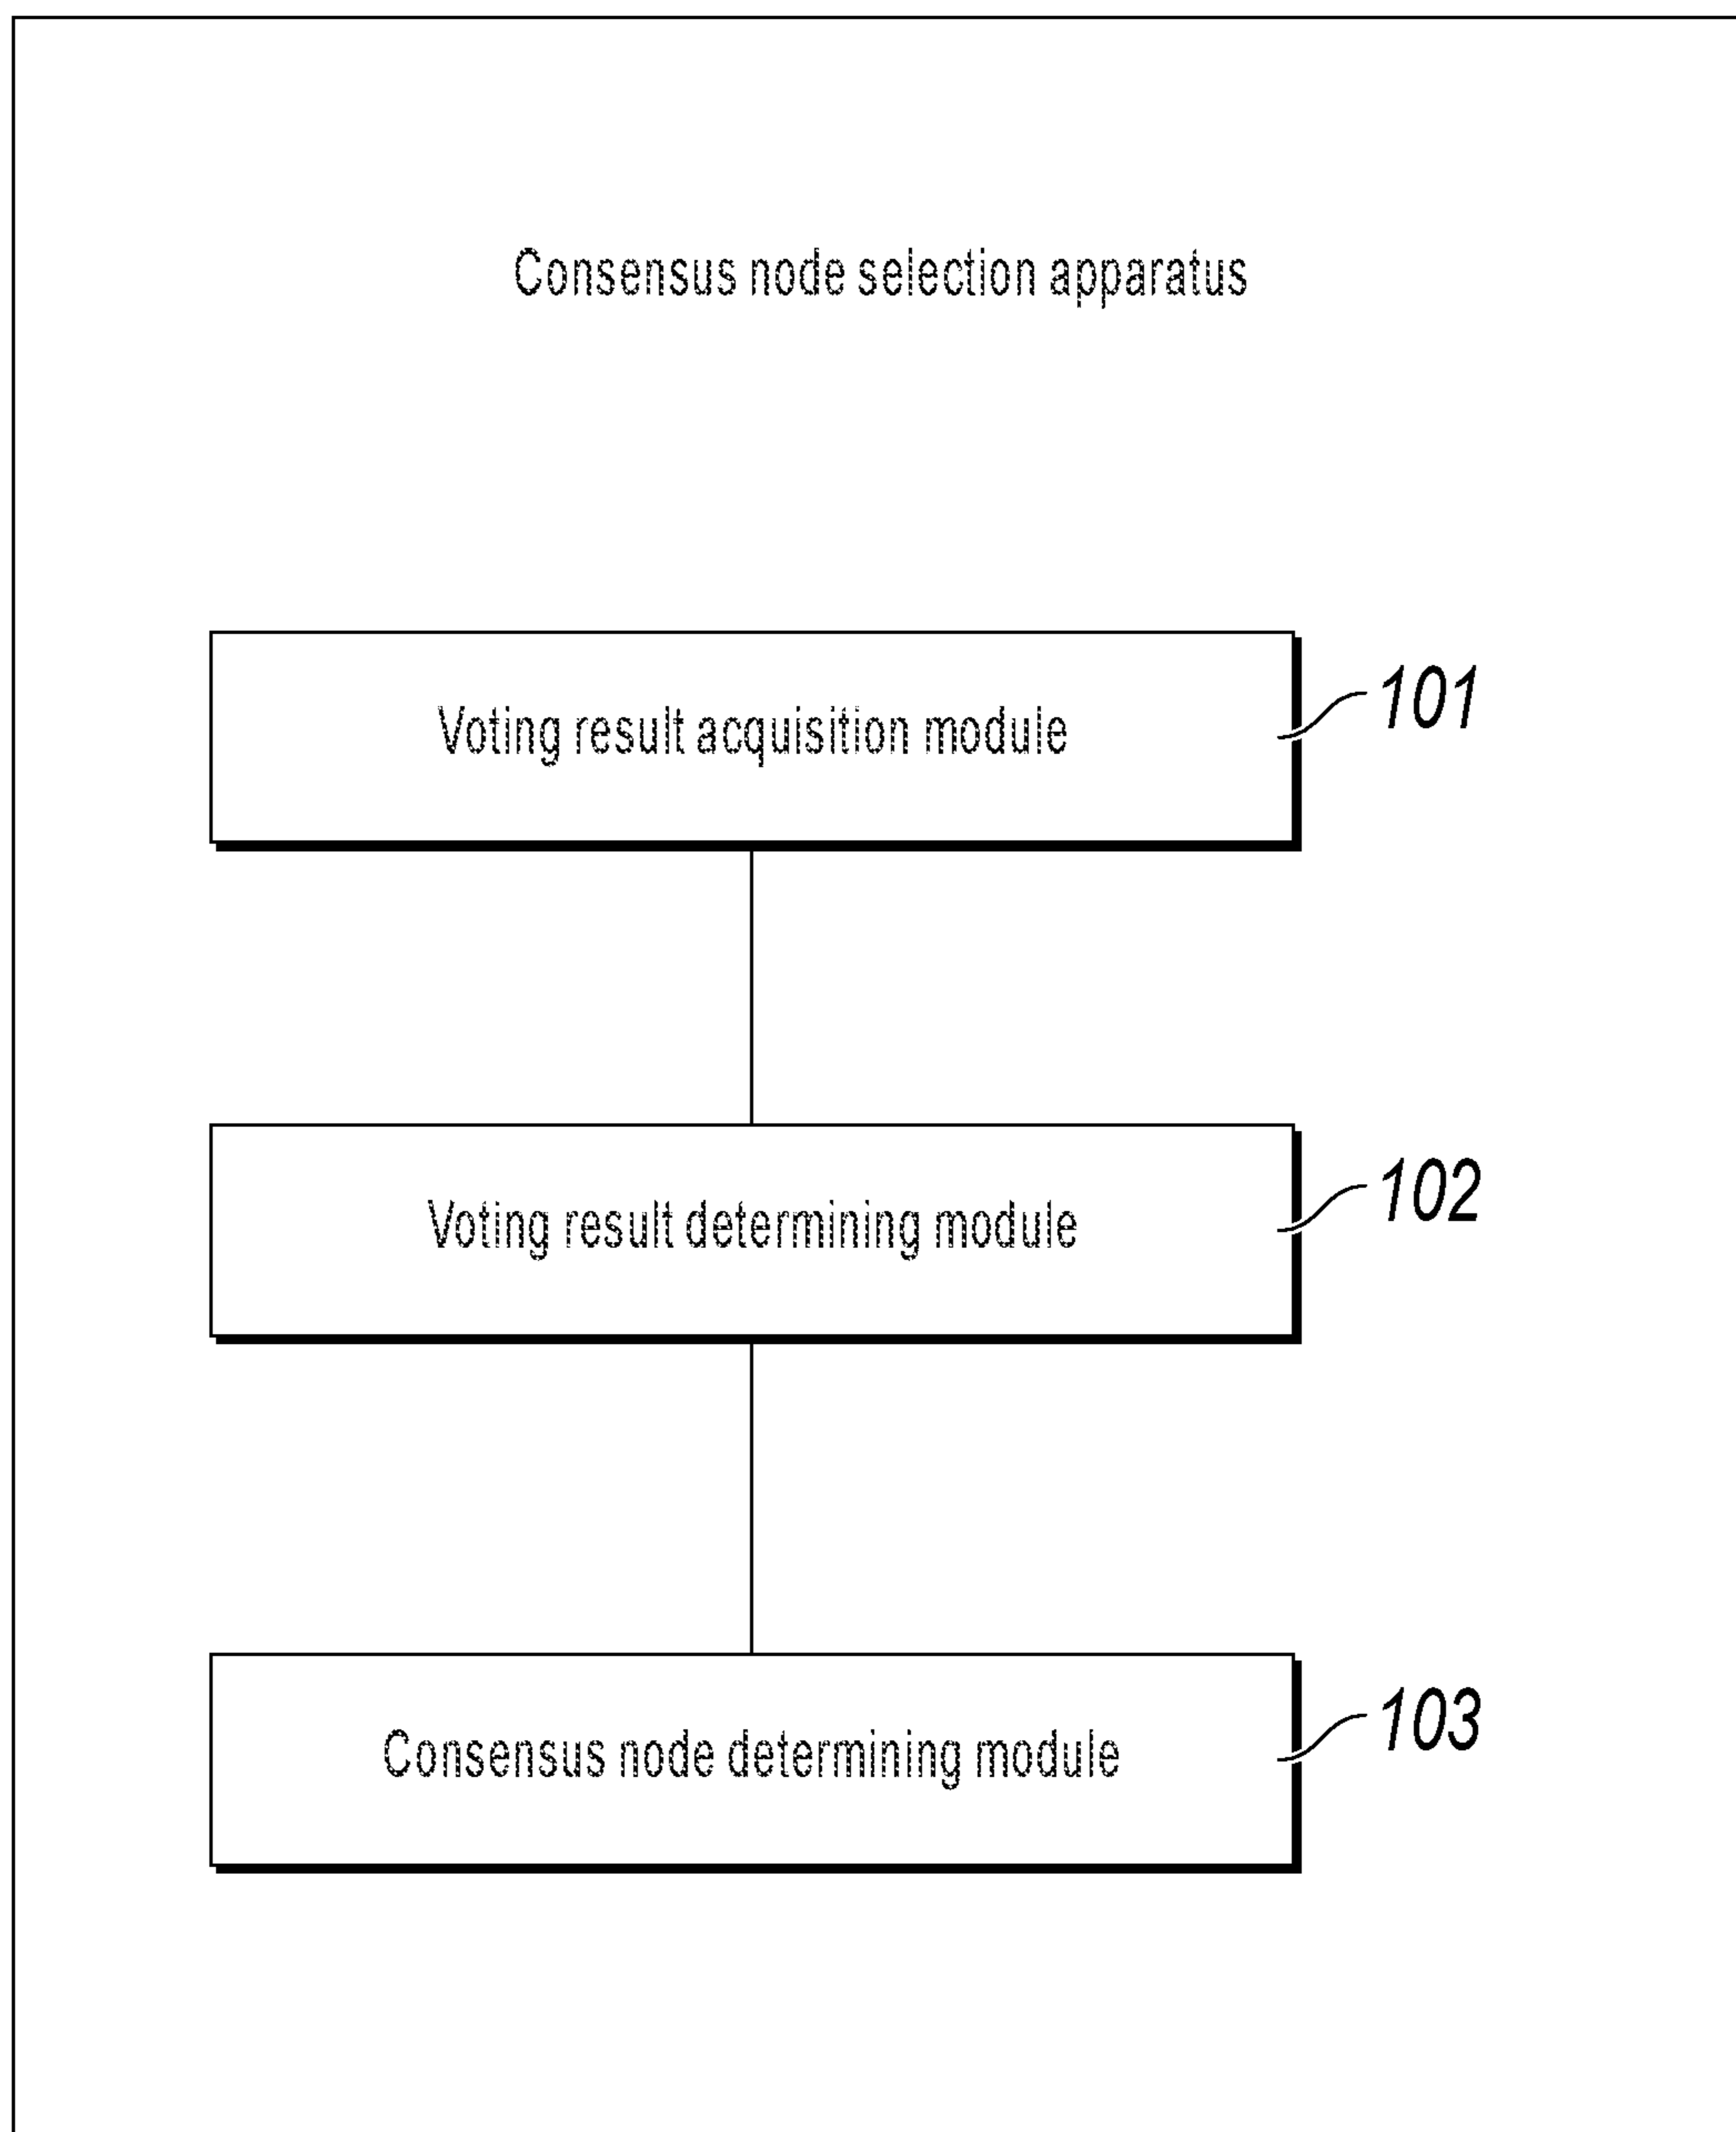 Consensus node selection apparatus
Voting result acquisition module
101
Voting result determining module
102
Consensus node determining module
103